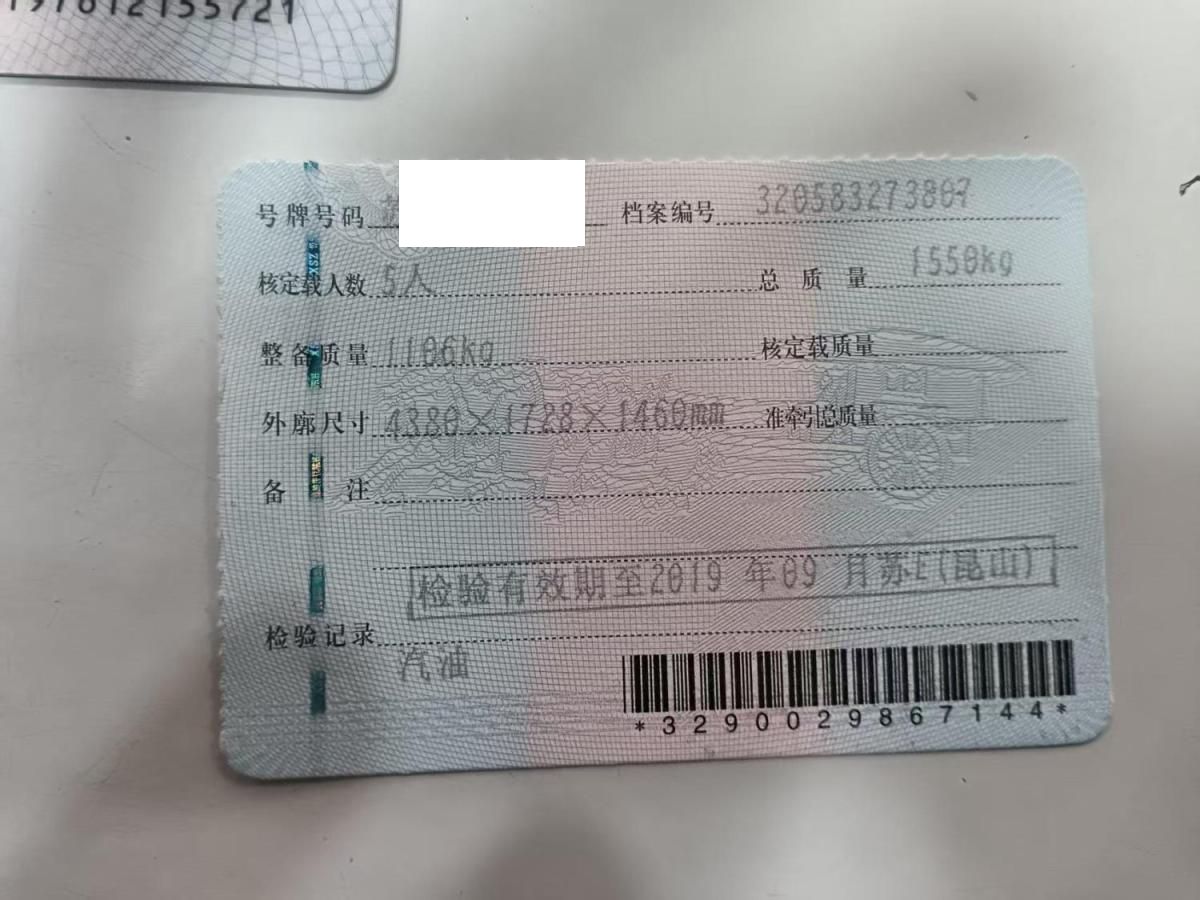 197612155721
号牌号码 苏
档案编号 320583273807
核定载人数 5人
总质量 1550kg
整备质量 1106kg
核定载质量
外廓尺寸 4380×1728×1460mm
准牵引总质量
备注
检验有效期至2019年09月苏E(昆山)
检验记录
汽油
*3290029867144*